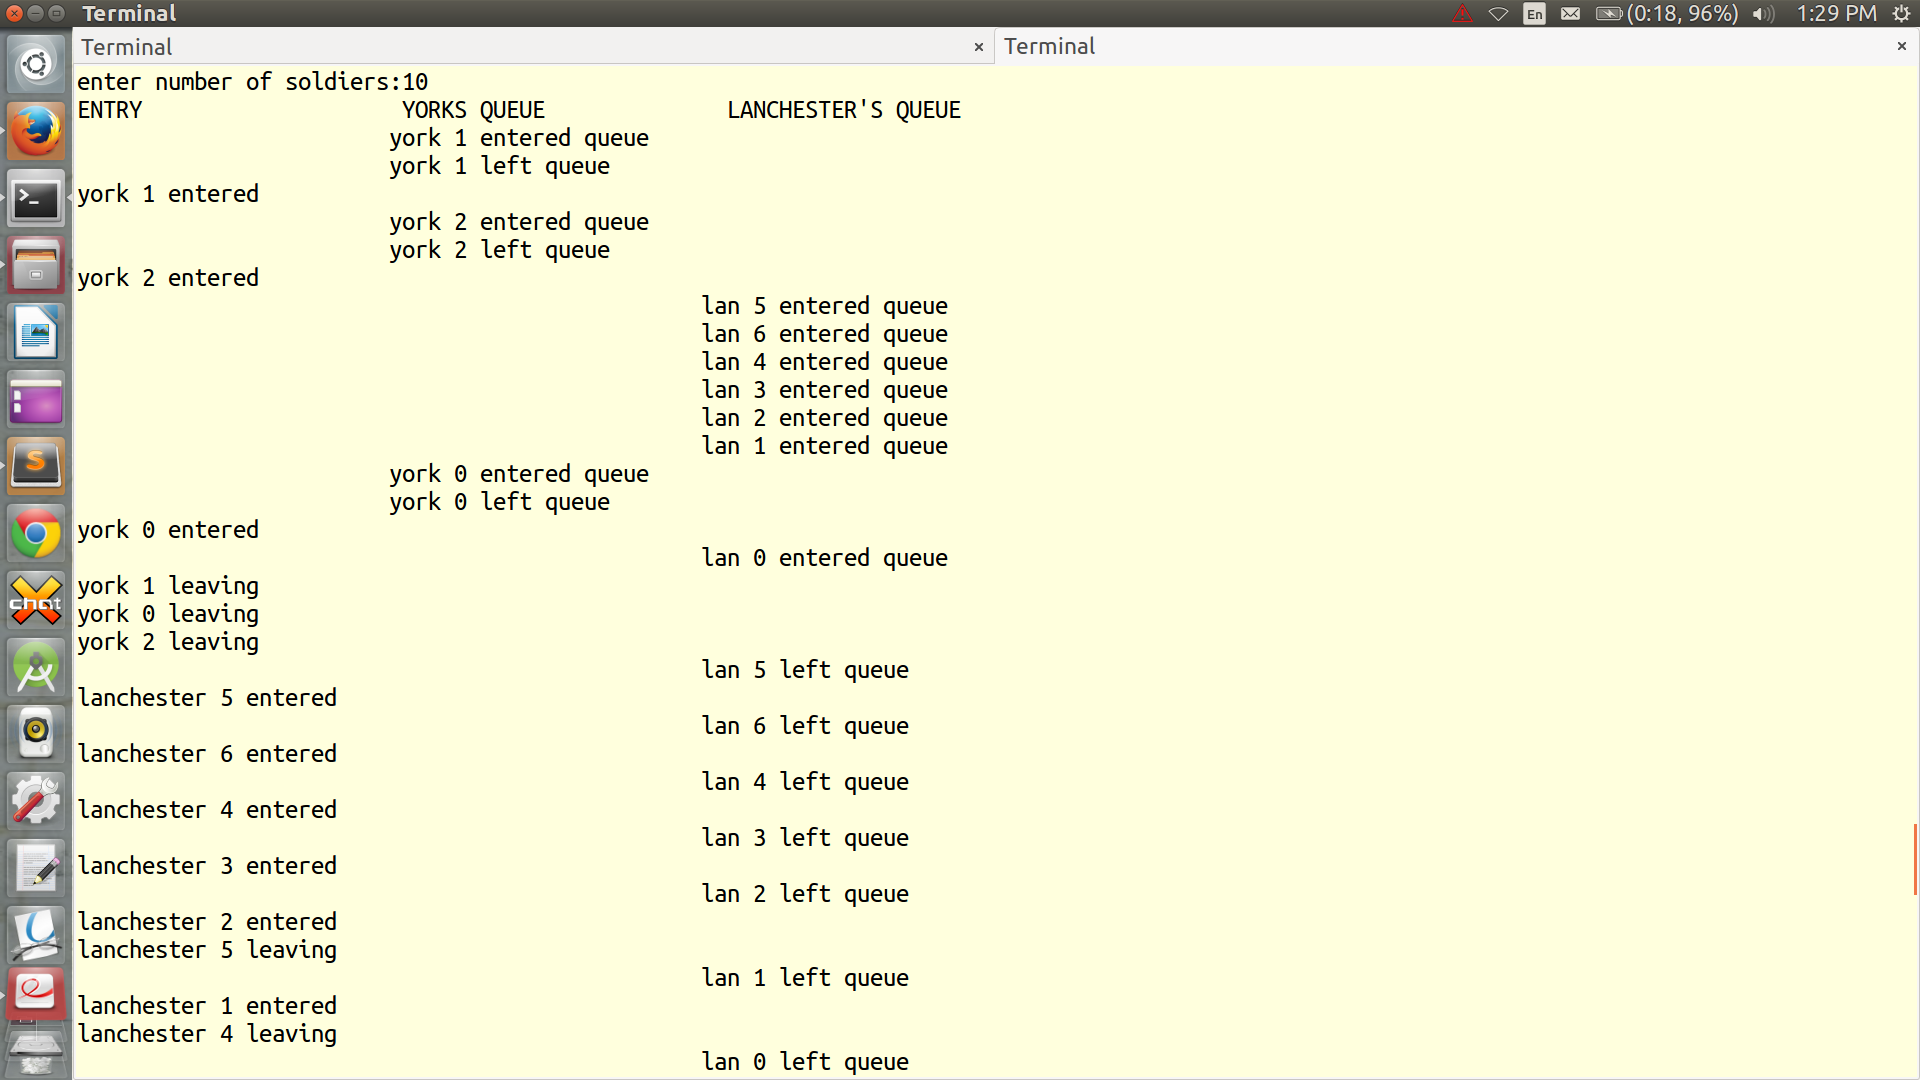 Terminal
En
(0:18, 96%)
1:29 PM
Terminal ×
Terminal ×
enter number of soldiers:10
ENTRY YORKS QUEUE LANCHESTER'S QUEUE
york 1 entered queue
york 1 left queue
york 1 entered
york 2 entered queue
york 2 left queue
york 2 entered
lan 5 entered queue
lan 6 entered queue
lan 4 entered queue
lan 3 entered queue
lan 2 entered queue
lan 1 entered queue
york 0 entered queue
york 0 left queue
york 0 entered
lan 0 entered queue
york 1 leaving
york 0 leaving
york 2 leaving
lan 5 left queue
lanchester 5 entered
lan 6 left queue
lanchester 6 entered
lan 4 left queue
lanchester 4 entered
lan 3 left queue
lanchester 3 entered
lan 2 left queue
lanchester 2 entered
lanchester 5 leaving
lan 1 left queue
lanchester 1 entered
lanchester 4 leaving
lan 0 left queue
>_
S
X
chat